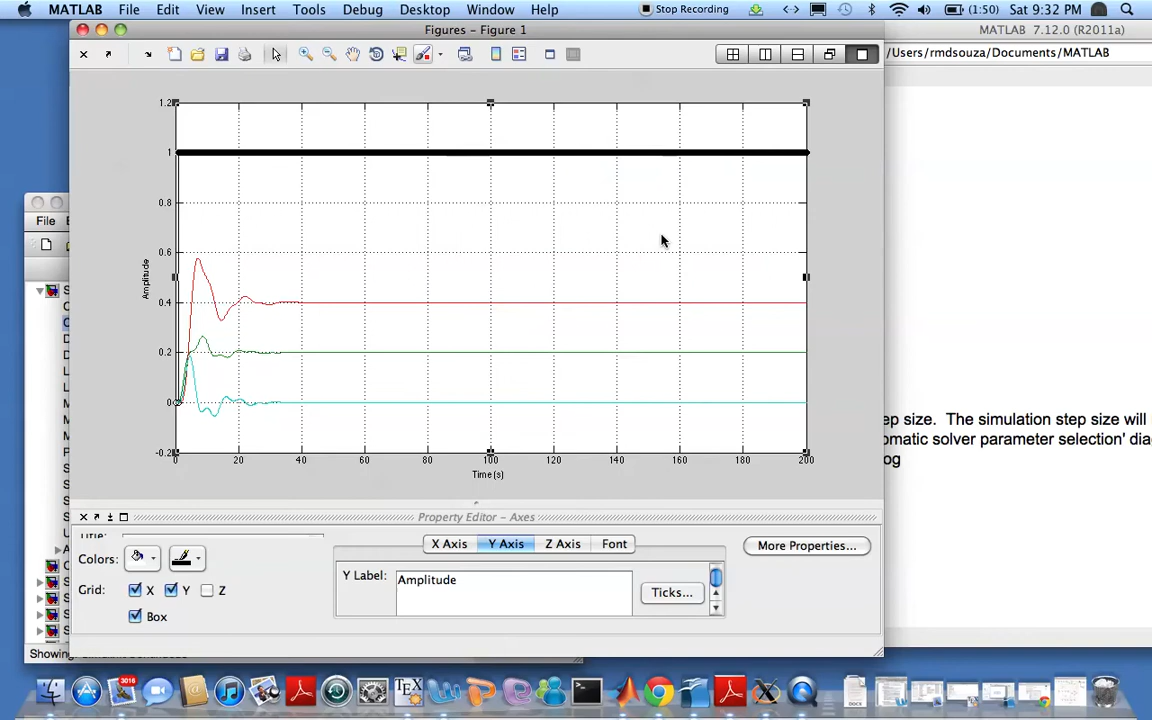 MATLAB File Edit View Insert Tools Debug Desktop Window Help Stop Recording (1:50) Sat 9:32 PM
Figures - Figure 1
MATLAB 7.12.0 (R2011a)
/Users/rmdsouza/Documents/MATLAB
1.2
1
0.8
0.6
0.4
0.2
0
-0.2
Amplitude
0 20 40 60 80 100 120 140 160 180 200
Time (s)
File
ep size. The simulation step size will
omatic solver parameter selection' dia
og
Property Editor - Axes
Colors:
X Axis Y Axis Z Axis Font
More Properties...
Y Label: Amplitude
Ticks...
Grid: X Y Z
Box
Showing:
3016
TEX
DOCX